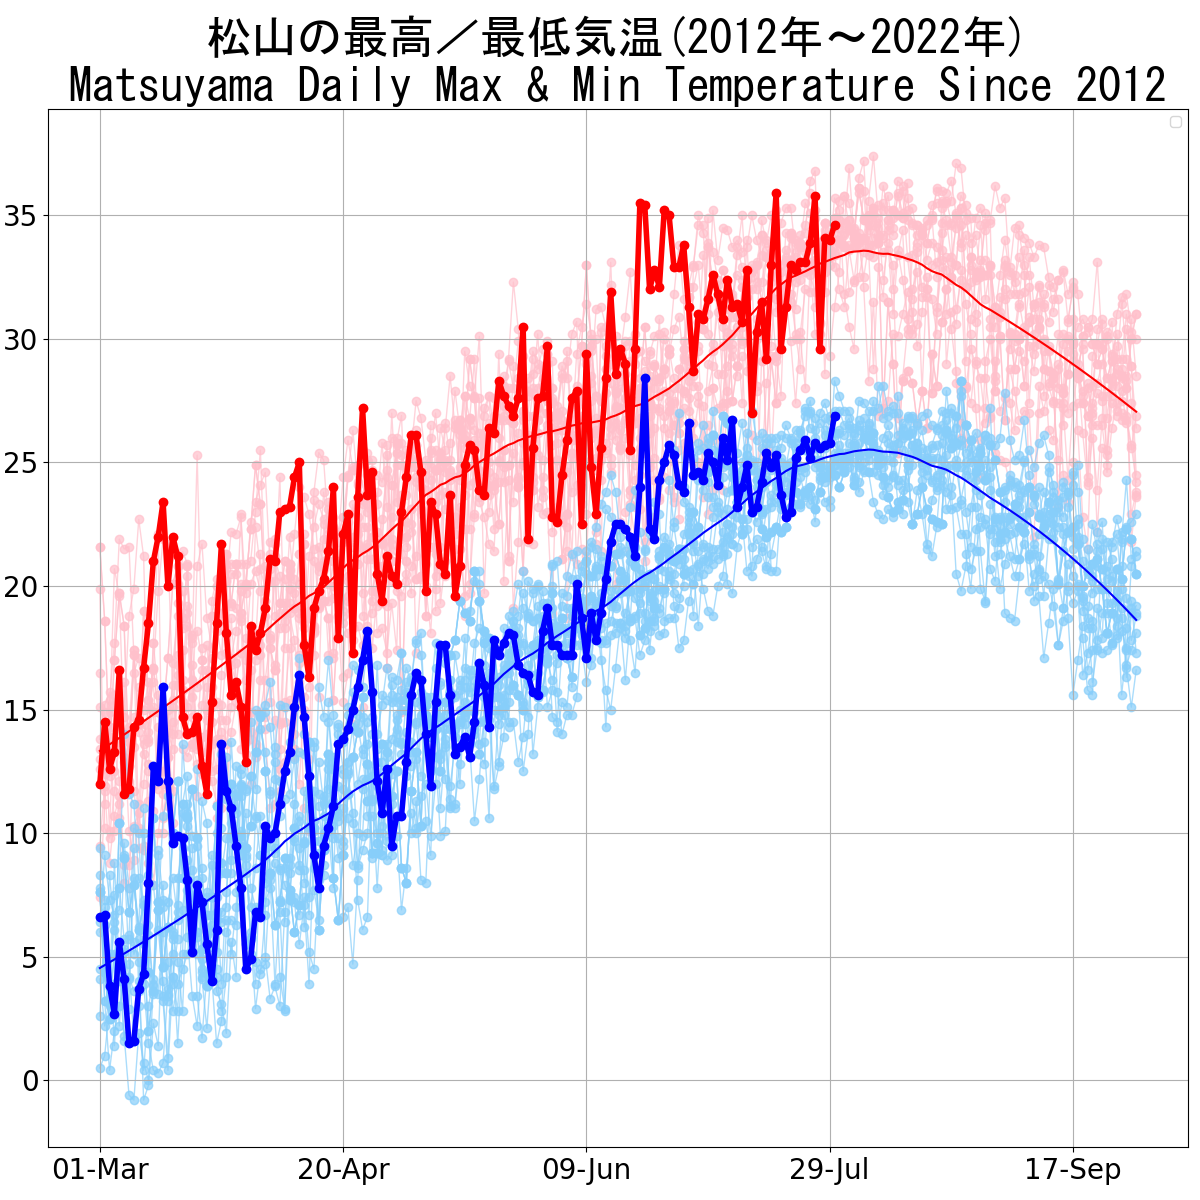 松山の最高／最低気温(2012年～2022年)
Matsuyama Daily Max & Min Temperature Since 2012
35
30
25
20
15
10
5
0
01-Mar 20-Apr 09-Jun 29-Jul 17-Sep